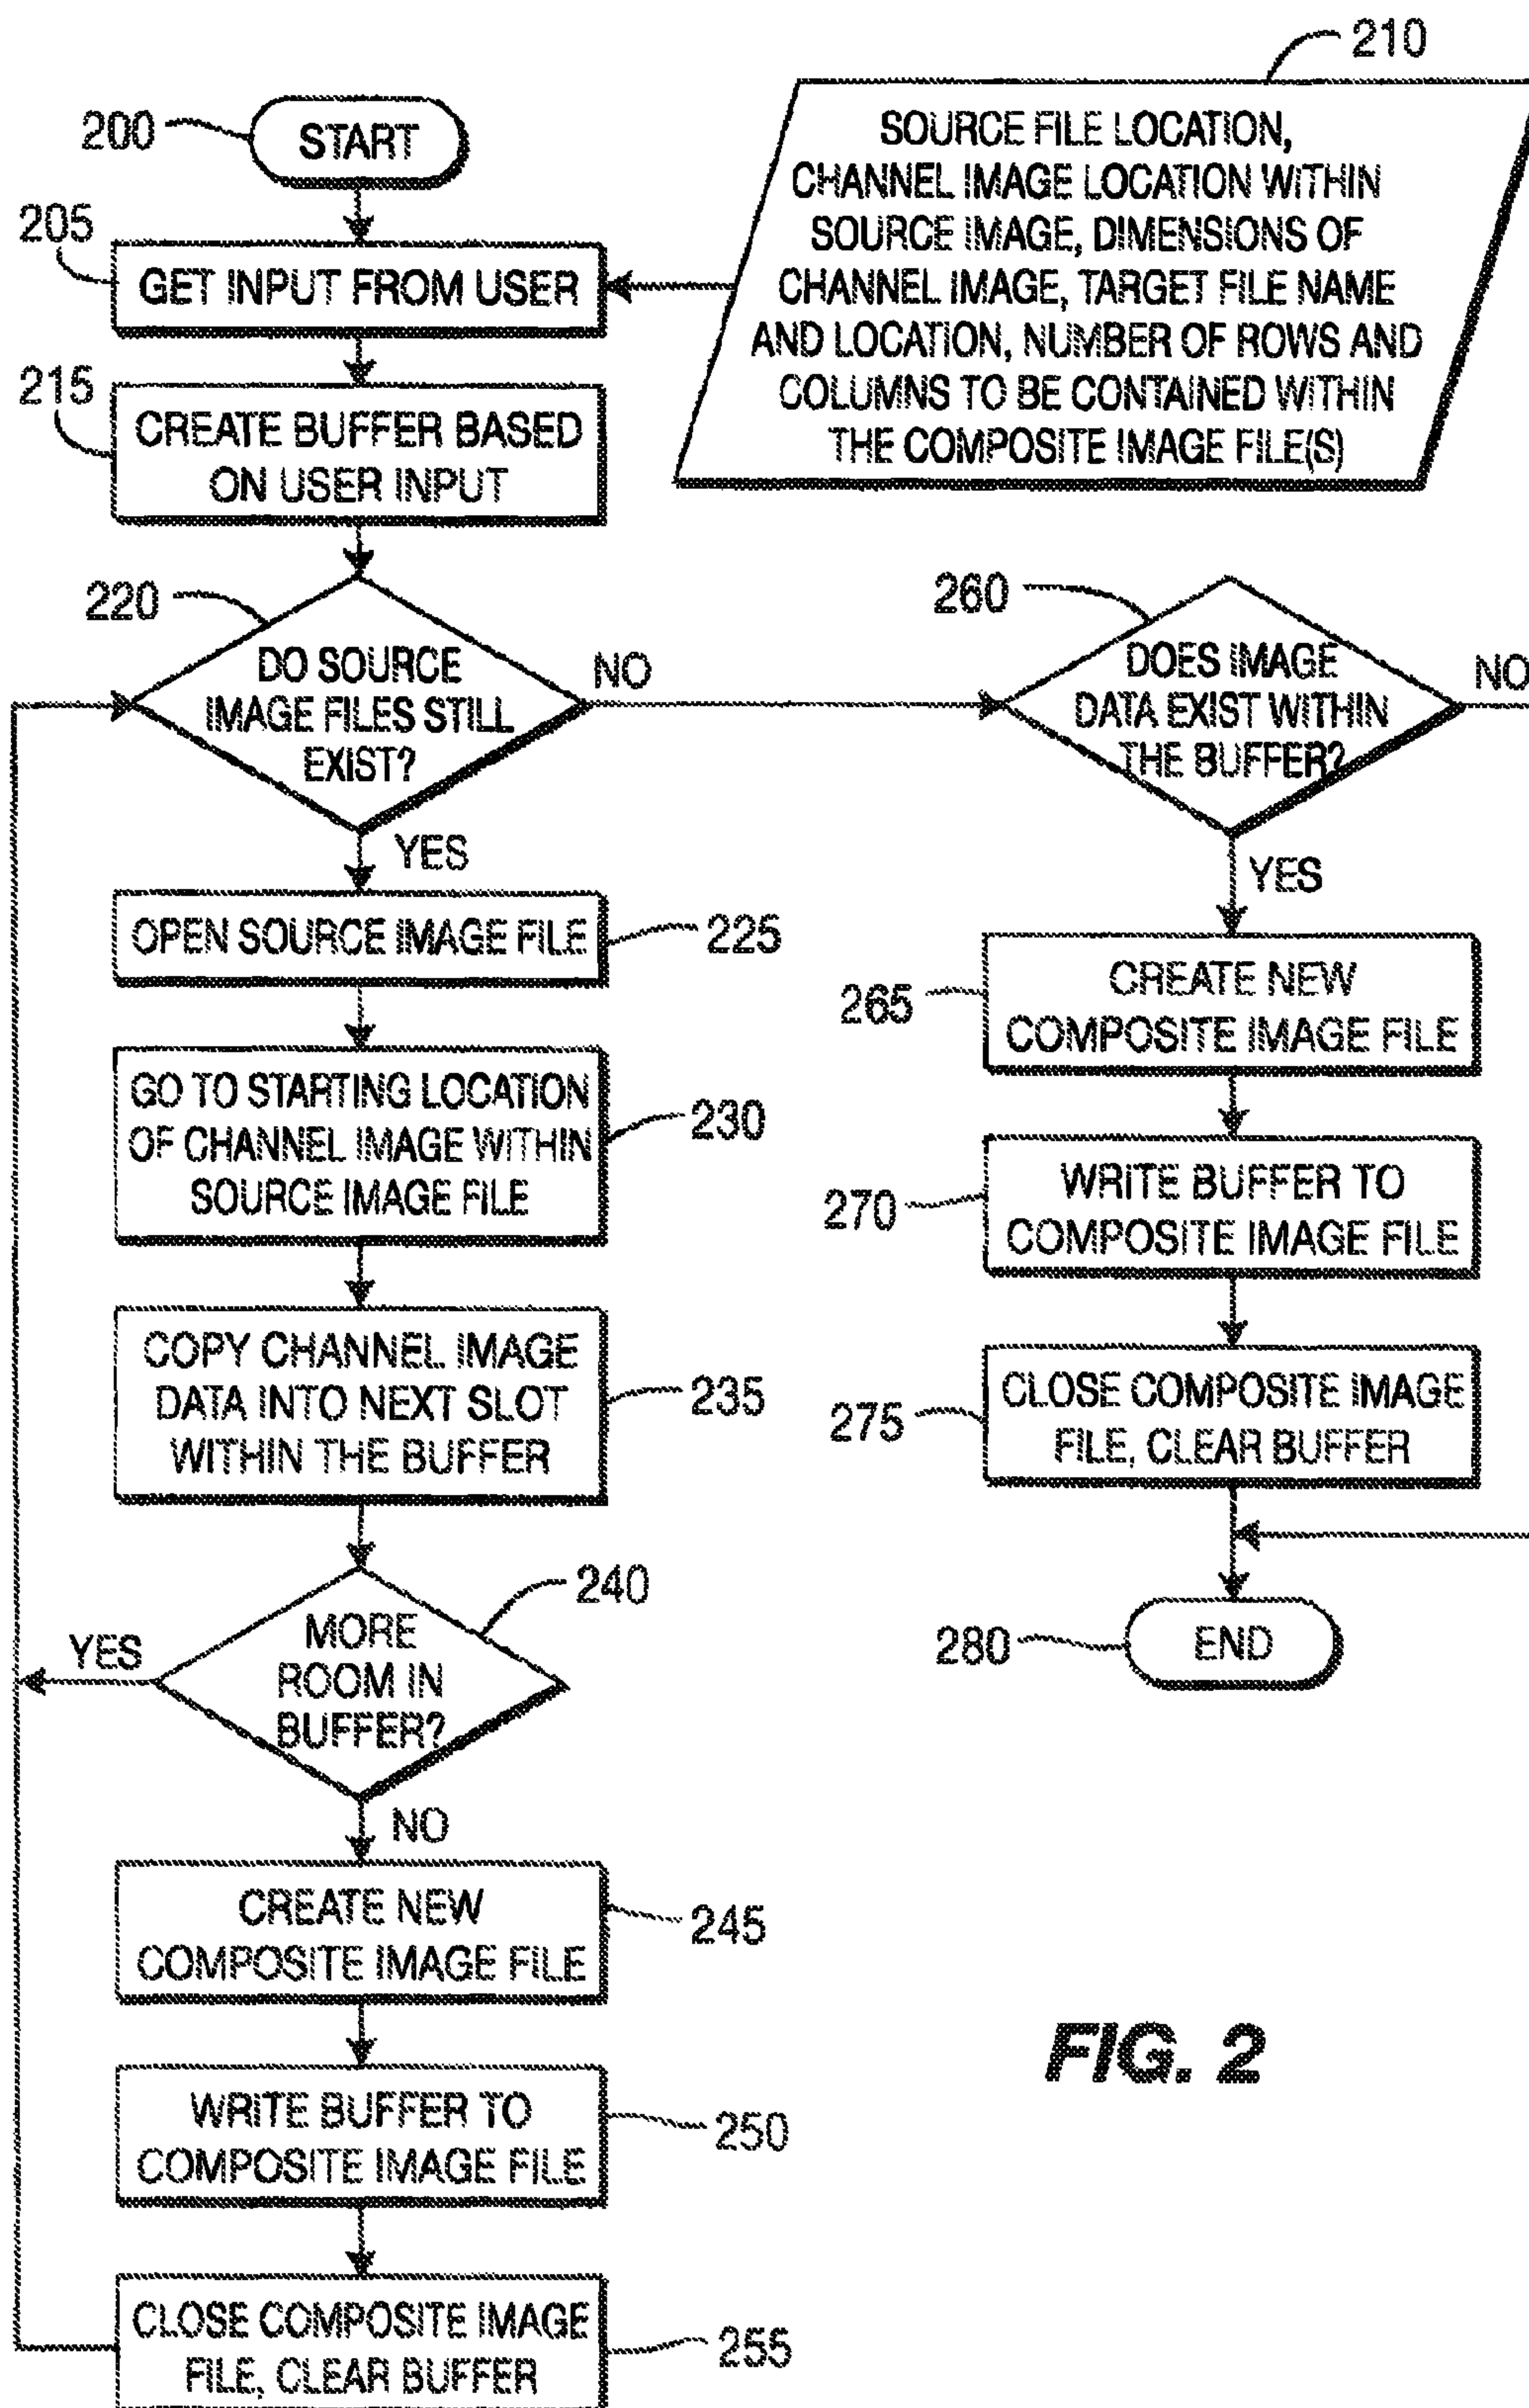 210
200
START
SOURCE FILE LOCATION,
CHANNEL IMAGE LOCATION WITHIN
SOURCE IMAGE, DIMENSIONS OF
CHANNEL IMAGE, TARGET FILE NAME
AND LOCATION, NUMBER OF ROWS AND
COLUMNS TO BE CONTAINED WITHIN
THE COMPOSITE IMAGE FILE(S)
205
GET INPUT FROM USER
215
CREATE BUFFER BASED
ON USER INPUT
220
DO SOURCE
IMAGE FILES STILL
EXIST?
NO
YES
260
DOES IMAGE
DATA EXIST WITHIN
THE BUFFER?
NO
YES
OPEN SOURCE IMAGE FILE
225
GO TO STARTING LOCATION
OF CHANNEL IMAGE WITHIN
SOURCE IMAGE FILE
230
COPY CHANNEL IMAGE
DATA INTO NEXT SLOT
WITHIN THE BUFFER
235
240
MORE
ROOM IN
BUFFER?
YES
NO
CREATE NEW
COMPOSITE IMAGE FILE
245
WRITE BUFFER TO
COMPOSITE IMAGE FILE
250
CLOSE COMPOSITE IMAGE
FILE, CLEAR BUFFER
255
265
CREATE NEW
COMPOSITE IMAGE FILE
270
WRITE BUFFER TO
COMPOSITE IMAGE FILE
275
CLOSE COMPOSITE IMAGE
FILE, CLEAR BUFFER
280
END
FIG. 2